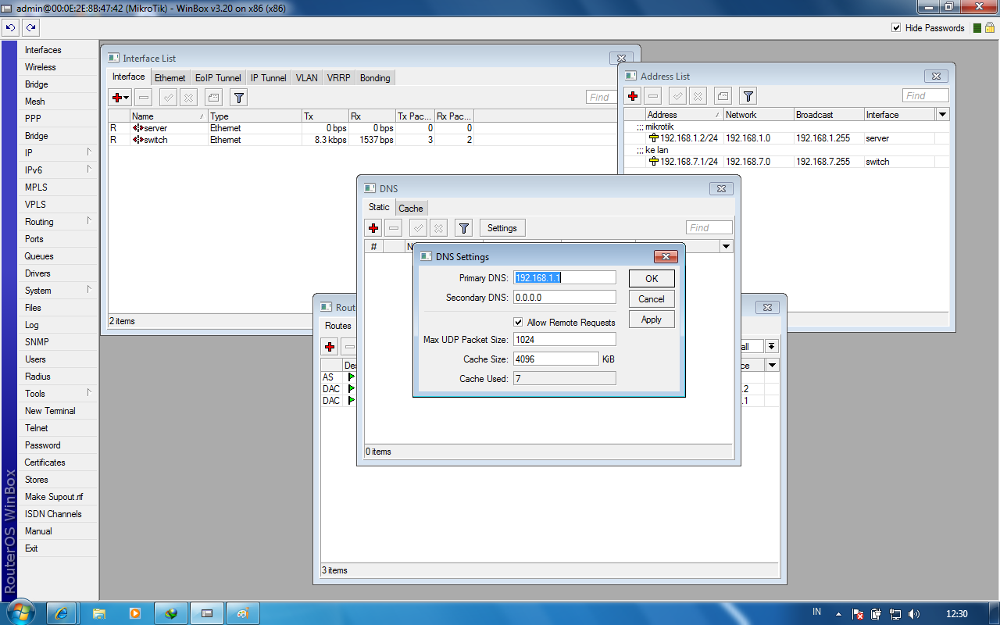 admin@00:0E:2E:8B:47:42 (MikroTik) - WinBox v3.20 on x86 (x86)
Hide Passwords
Interfaces
Wireless
Bridge
Mesh
PPP
Bridge
IP
IPv6
MPLS
VPLS
Routing
Ports
Queues
Drivers
System
Files
Log
SNMP
Users
Radius
Tools
New Terminal
Telnet
Password
Certificates
Stores
Make Supout.rif
ISDN Channels
Manual
Exit
RouterOS WinBox
Interface List
Interface Ethernet EoIP Tunnel IP Tunnel VLAN VRRP Bonding
Find
Name Type Tx Rx Tx Pac... Rx Pac...
R server Ethernet 0 bps 0 bps 0 0
R switch Ethernet 8.3 kbps 1537 bps 3 2
2 items
Address List
Find
Address Network Broadcast Interface
;;; mikrotik
192.168.1.2/24 192.168.1.0 192.168.1.255 server
;;; ke lan
192.168.7.1/24 192.168.7.0 192.168.7.255 switch
DNS
Static Cache
Settings Find
# N
0 items
DNS Settings
Primary DNS: 192.168.1.1 OK
Secondary DNS: 0.0.0.0 Cancel
Allow Remote Requests Apply
Max UDP Packet Size: 1024
Cache Size: 4096 KiB
Cache Used: 7
Rou
Routes
all
Des ce
AS
DAC .2
DAC .1
3 items
IN 12:30